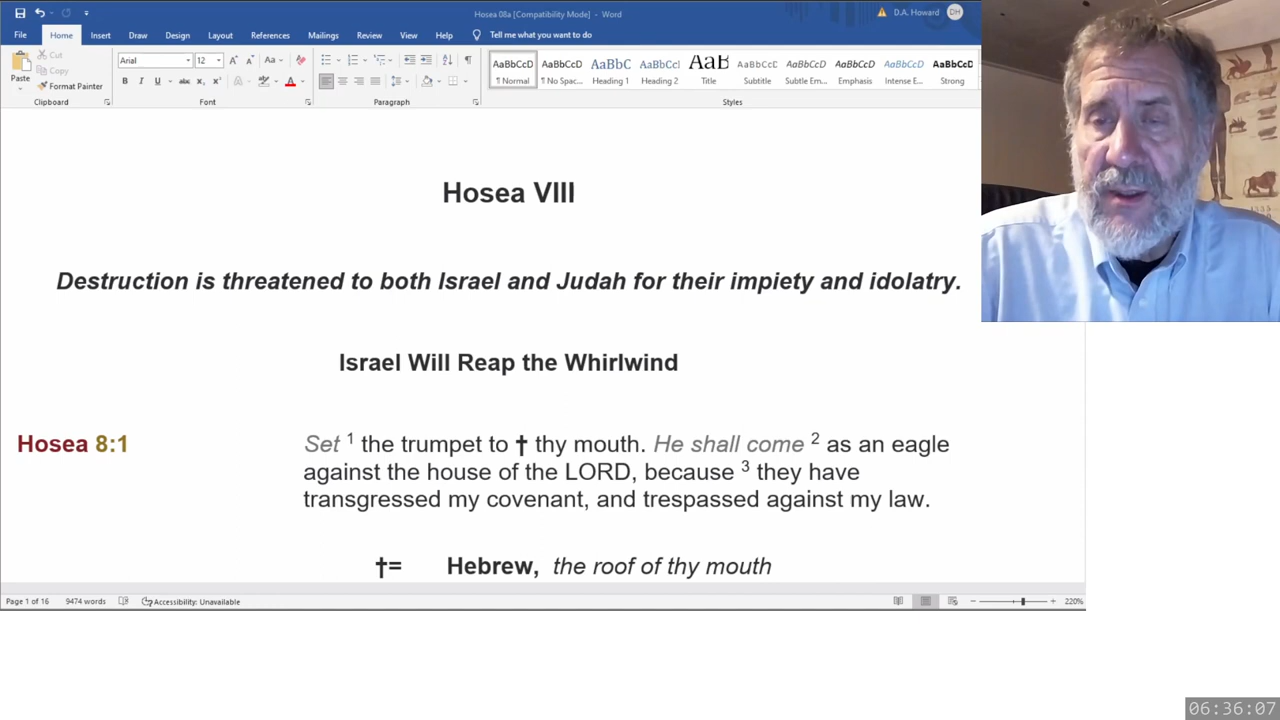 Hosea 08a [Compatibility Mode] - Word
D.A. Howard DH
File Home Insert Draw Design Layout References Mailings Review View Help Tell me what you want to do
Paste
Cut
Copy
Format Painter
Clipboard
Arial 12
Font
Paragraph
AaBbCcD AaBbCcD AaBbC AaBbCcl AaB AaBbCcD AaBbCcD AaBbCcD AaBbCcD AaBbCcD
¶ Normal ¶ No Spac... Heading 1 Heading 2 Title Subtitle Subtle Em... Emphasis Intense E... Strong
Styles
Hosea VIII
Destruction is threatened to both Israel and Judah for their impiety and idolatry.
Israel Will Reap the Whirlwind
Hosea 8:1 Set 1 the trumpet to † thy mouth. He shall come 2 as an eagle
against the house of the LORD, because 3 they have
transgressed my covenant, and trespassed against my law.
†= Hebrew, the roof of thy mouth
Page 1 of 16 9474 words Accessibility: Unavailable 220%
06:36:07